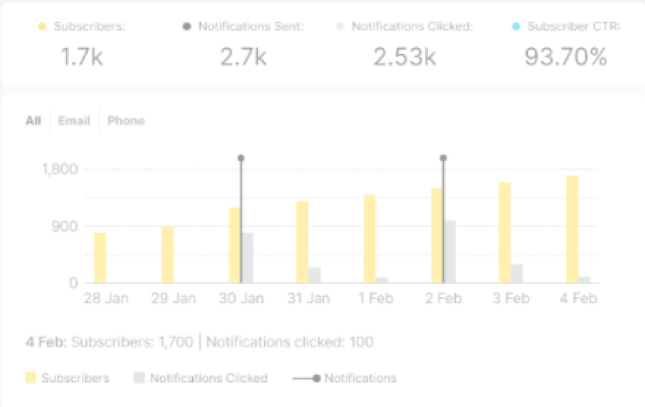 Subscribers: Notifications Sent: Notifications Clicked: Subscriber CTR:
1.7k 2.7k 2.53k 93.70%
All Email Phone
1,800
900
0
28 Jan 29 Jan 30 Jan 31 Jan 1 Feb 2 Feb 3 Feb 4 Feb
4 Feb: Subscribers: 1,700 | Notifications clicked: 100
Subscribers Notifications Clicked Notifications